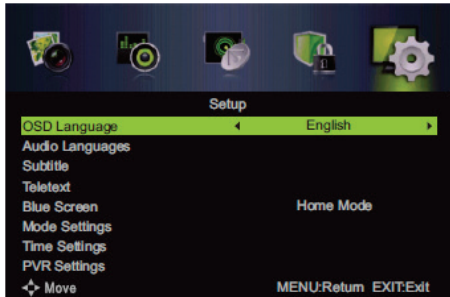 Setup
OSD Language English
Audio Languages
Subtitle
Teletext
Blue Screen Home Mode
Mode Settings
Time Settings
PVR Settings
Move MENU:Return EXIT:Exit